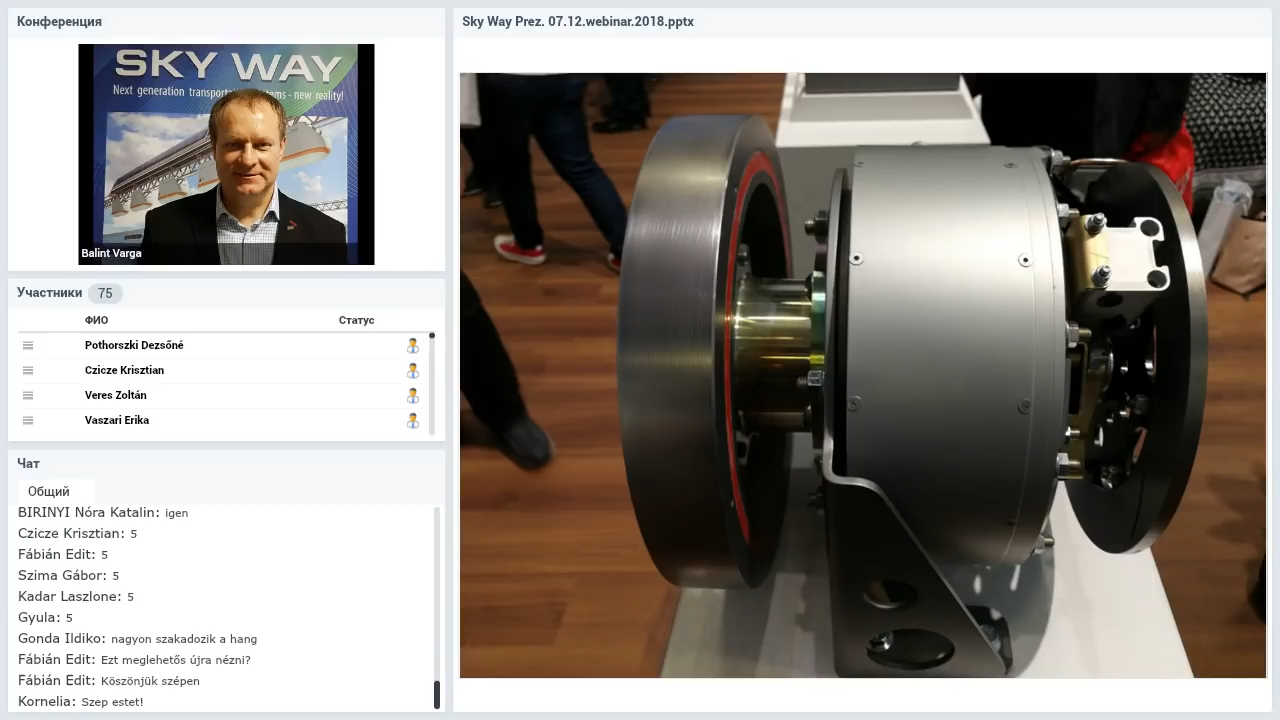 Конференция
SKY WAY
Next generation
new reality!
Balint Varga
Участники 75
ФИО Статус
Pothorszki Dezsőné
Czicze Krisztian
Veres Zoltán
Vaszari Erika
Чат
Общий
BIRINYI Nóra Katalin: igen
Czicze Krisztian: 5
Fábián Edit: 5
Szima Gábor: 5
Kadar Laszlone: 5
Gyula: 5
Gonda Ildiko: nagyon szakadozik a hang
Fábián Edit: Ezt meglehetős újra nézni?
Fábián Edit: Köszönjük szépen
Kornelia: Szep estet!
Sky Way Prez. 07.12.webinar.2018.pptx